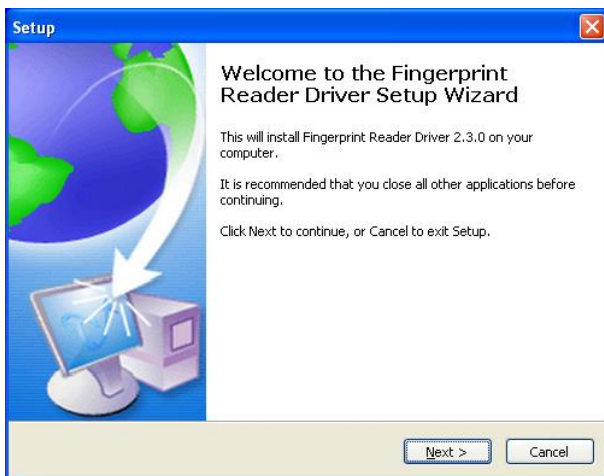 Setup
Welcome to the Fingerprint
Reader Driver Setup Wizard
This will install Fingerprint Reader Driver 2.3.0 on your
computer.
It is recommended that you close all other applications before
continuing.
Click Next to continue, or Cancel to exit Setup.
Next >
Cancel